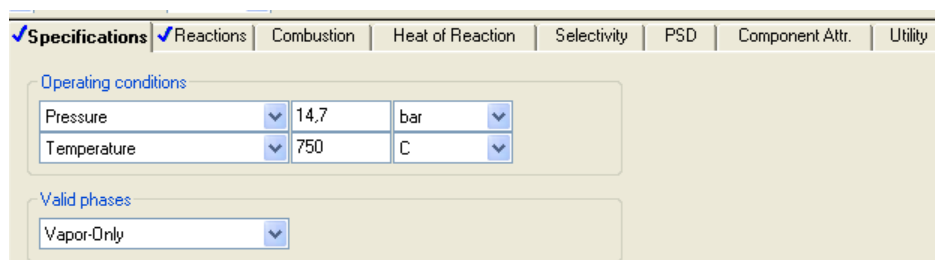 Specifications Reactions Combustion Heat of Reaction Selectivity PSD Component Attr. Utility
Operating conditions
Pressure 14,7 bar
Temperature 750 C
Valid phases
Vapor-Only